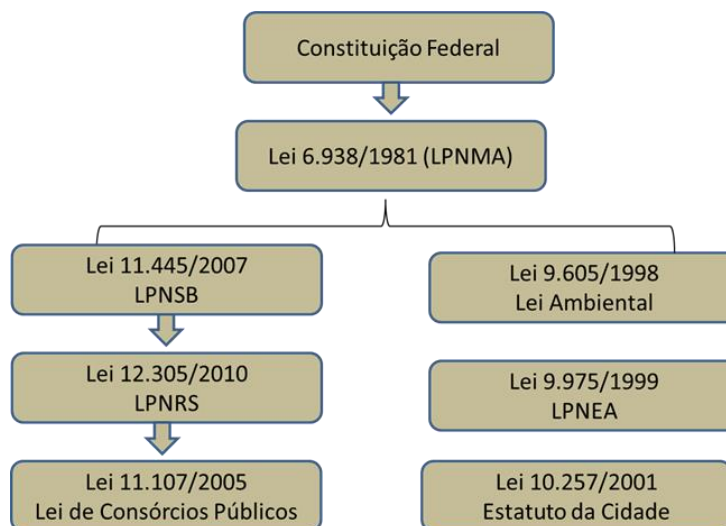 Constituição Federal
Lei 6.938/1981 (LPNMA)
Lei 11.445/2007
LPNSB
Lei 12.305/2010
LPNRS
Lei 11.107/2005
Lei de Consórcios Públicos
Lei 9.605/1998
Lei Ambiental
Lei 9.975/1999
LPNEA
Lei 10.257/2001
Estatuto da Cidade